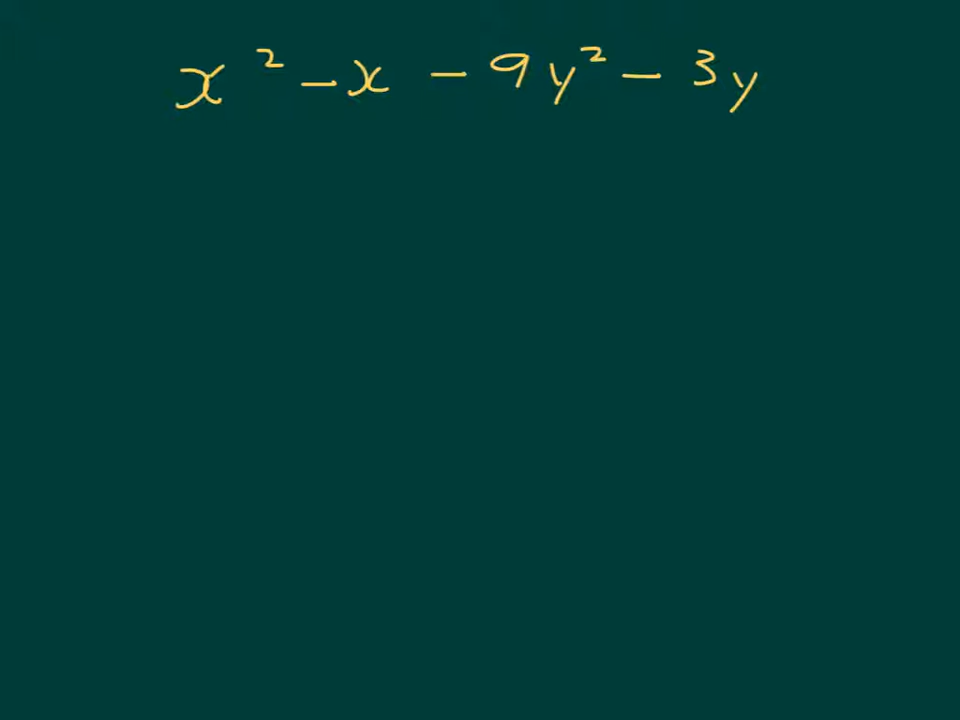 x² - x - 9y² - 3y